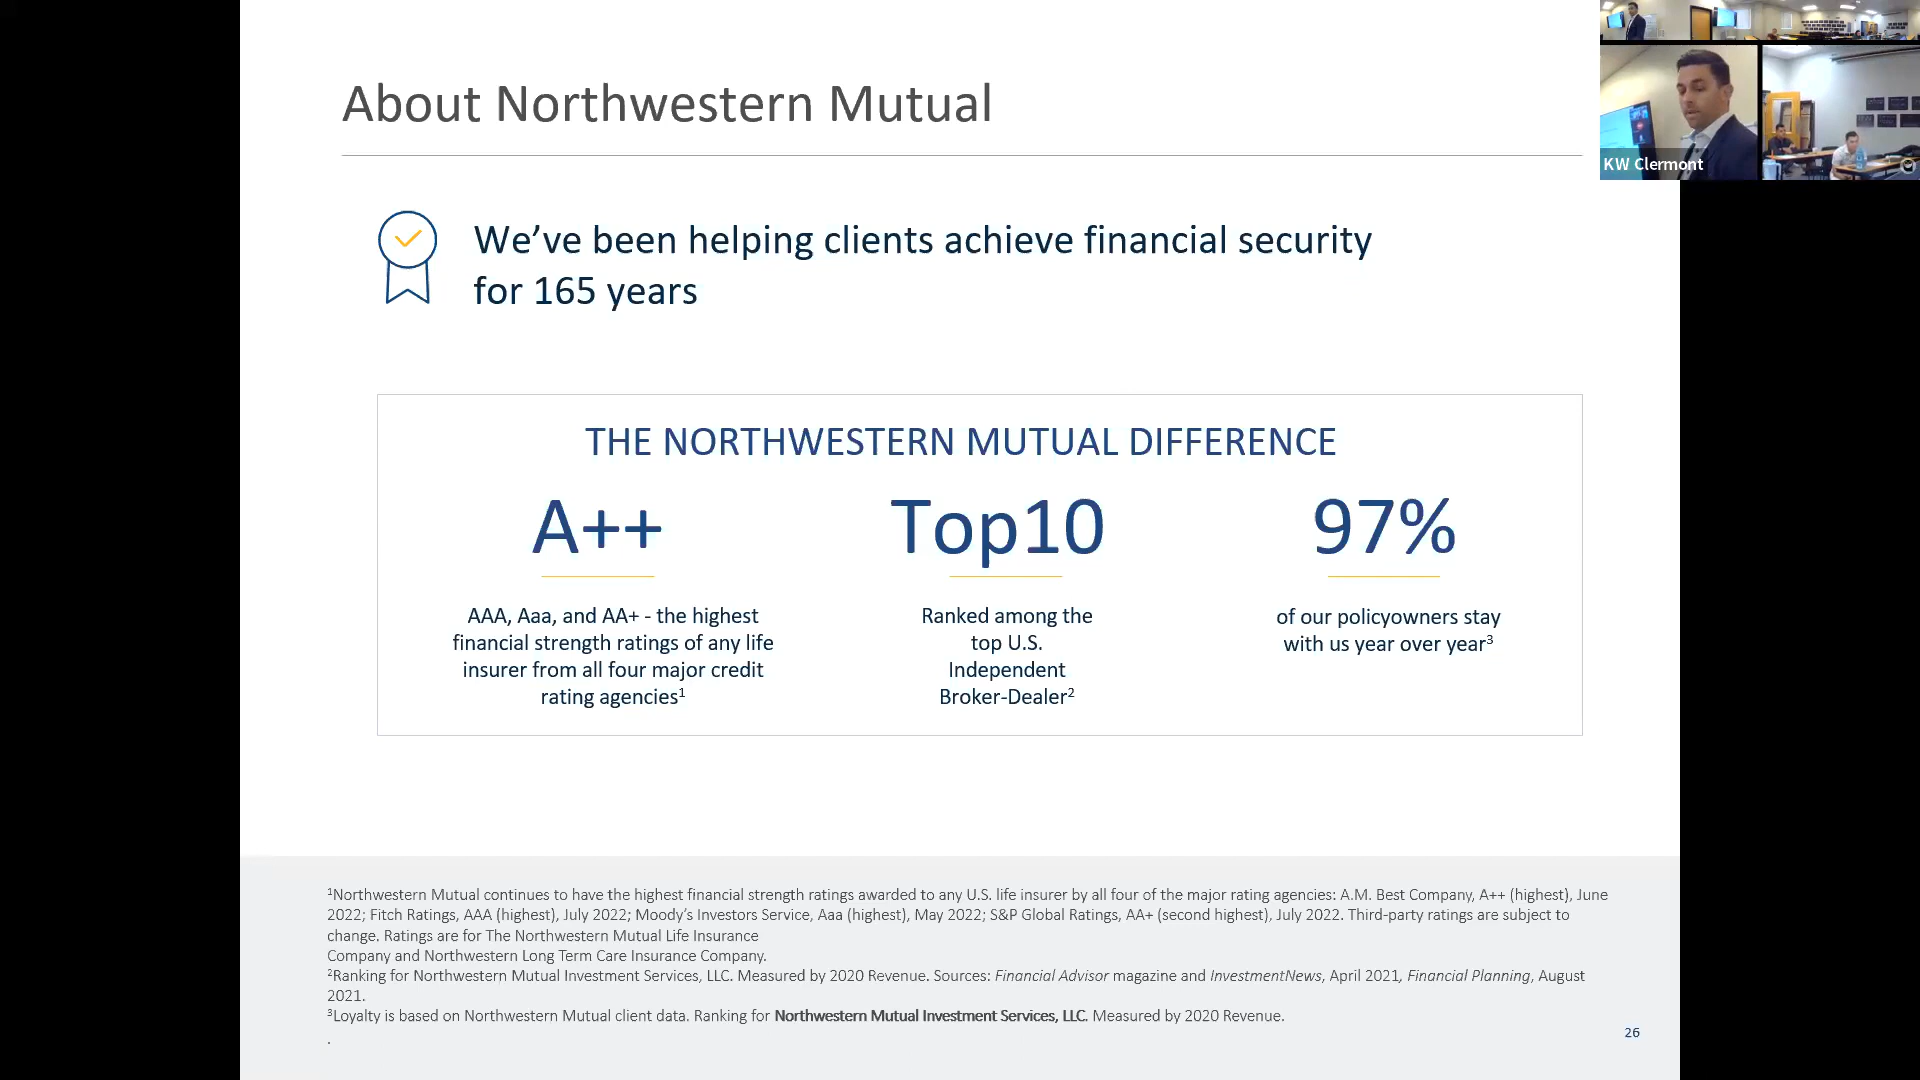 About Northwestern Mutual
KW Clermont
We’ve been helping clients achieve financial security
for 165 years
THE NORTHWESTERN MUTUAL DIFFERENCE
A++
AAA, Aaa, and AA+ - the highest
financial strength ratings of any life
insurer from all four major credit
rating agencies¹
Top10
Ranked among the
top U.S.
Independent
Broker-Dealer²
97%
of our policyowners stay
with us year over year³
¹Northwestern Mutual continues to have the highest financial strength ratings awarded to any U.S. life insurer by all four of the major rating agencies: A.M. Best Company, A++ (highest), June
2022; Fitch Ratings, AAA (highest), July 2022; Moody’s Investors Service, Aaa (highest), May 2022; S&P Global Ratings, AA+ (second highest), July 2022. Third-party ratings are subject to
change. Ratings are for The Northwestern Mutual Life Insurance
Company and Northwestern Long Term Care Insurance Company.
²Ranking for Northwestern Mutual Investment Services, LLC. Measured by 2020 Revenue. Sources: Financial Advisor magazine and InvestmentNews, April 2021, Financial Planning, August
2021.
³Loyalty is based on Northwestern Mutual client data. Ranking for Northwestern Mutual Investment Services, LLC. Measured by 2020 Revenue.
.
26